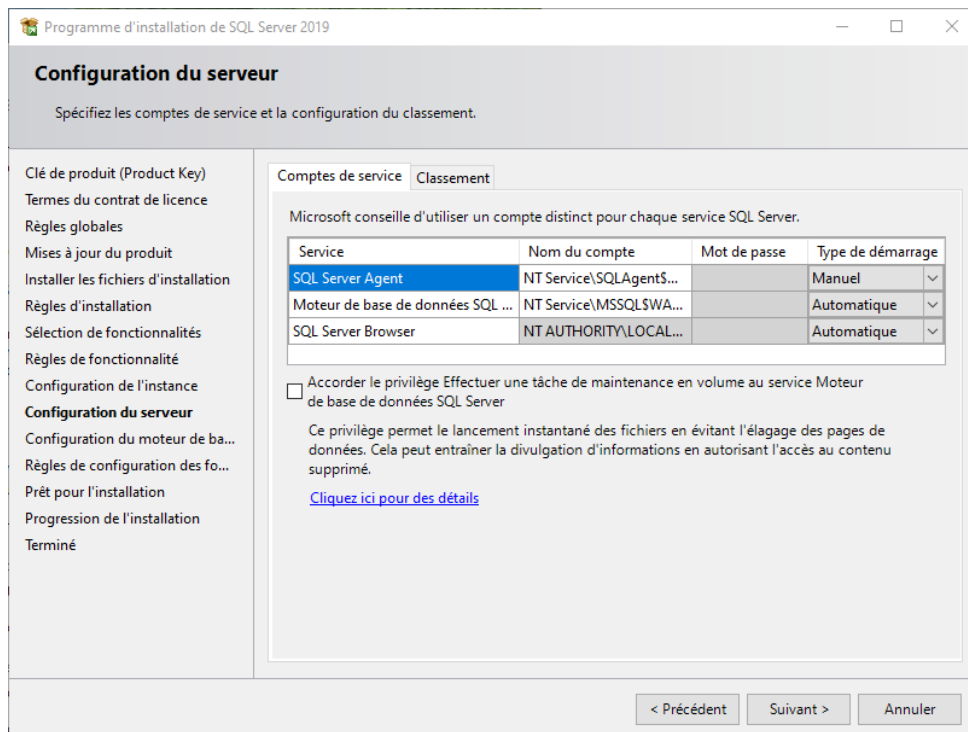 Programme d'installation de SQL Server 2019
Configuration du serveur
Spécifiez les comptes de service et la configuration du classement.
Clé de produit (Product Key)
Termes du contrat de licence
Règles globales
Mises à jour du produit
Installer les fichiers d'installation
Règles d'installation
Sélection de fonctionnalités
Règles de fonctionnalité
Configuration de l'instance
Configuration du serveur
Configuration du moteur de ba...
Règles de configuration des fo...
Prêt pour l'installation
Progression de l'installation
Terminé
Comptes de service Classement
Microsoft conseille d'utiliser un compte distinct pour chaque service SQL Server.
Service Nom du compte Mot de passe Type de démarrage
SQL Server Agent NT Service\SQLAgent$... Manuel
Moteur de base de données SQL ... NT Service\MSSQL$WA... Automatique
SQL Server Browser NT AUTHORITY\LOCAL... Automatique
Accorder le privilège Effectuer une tâche de maintenance en volume au service Moteur
de base de données SQL Server
Ce privilège permet le lancement instantané des fichiers en évitant l'élagage des pages de
données. Cela peut entraîner la divulgation d'informations en autorisant l'accès au contenu
supprimé.
Cliquez ici pour des détails
< Précédent Suivant > Annuler